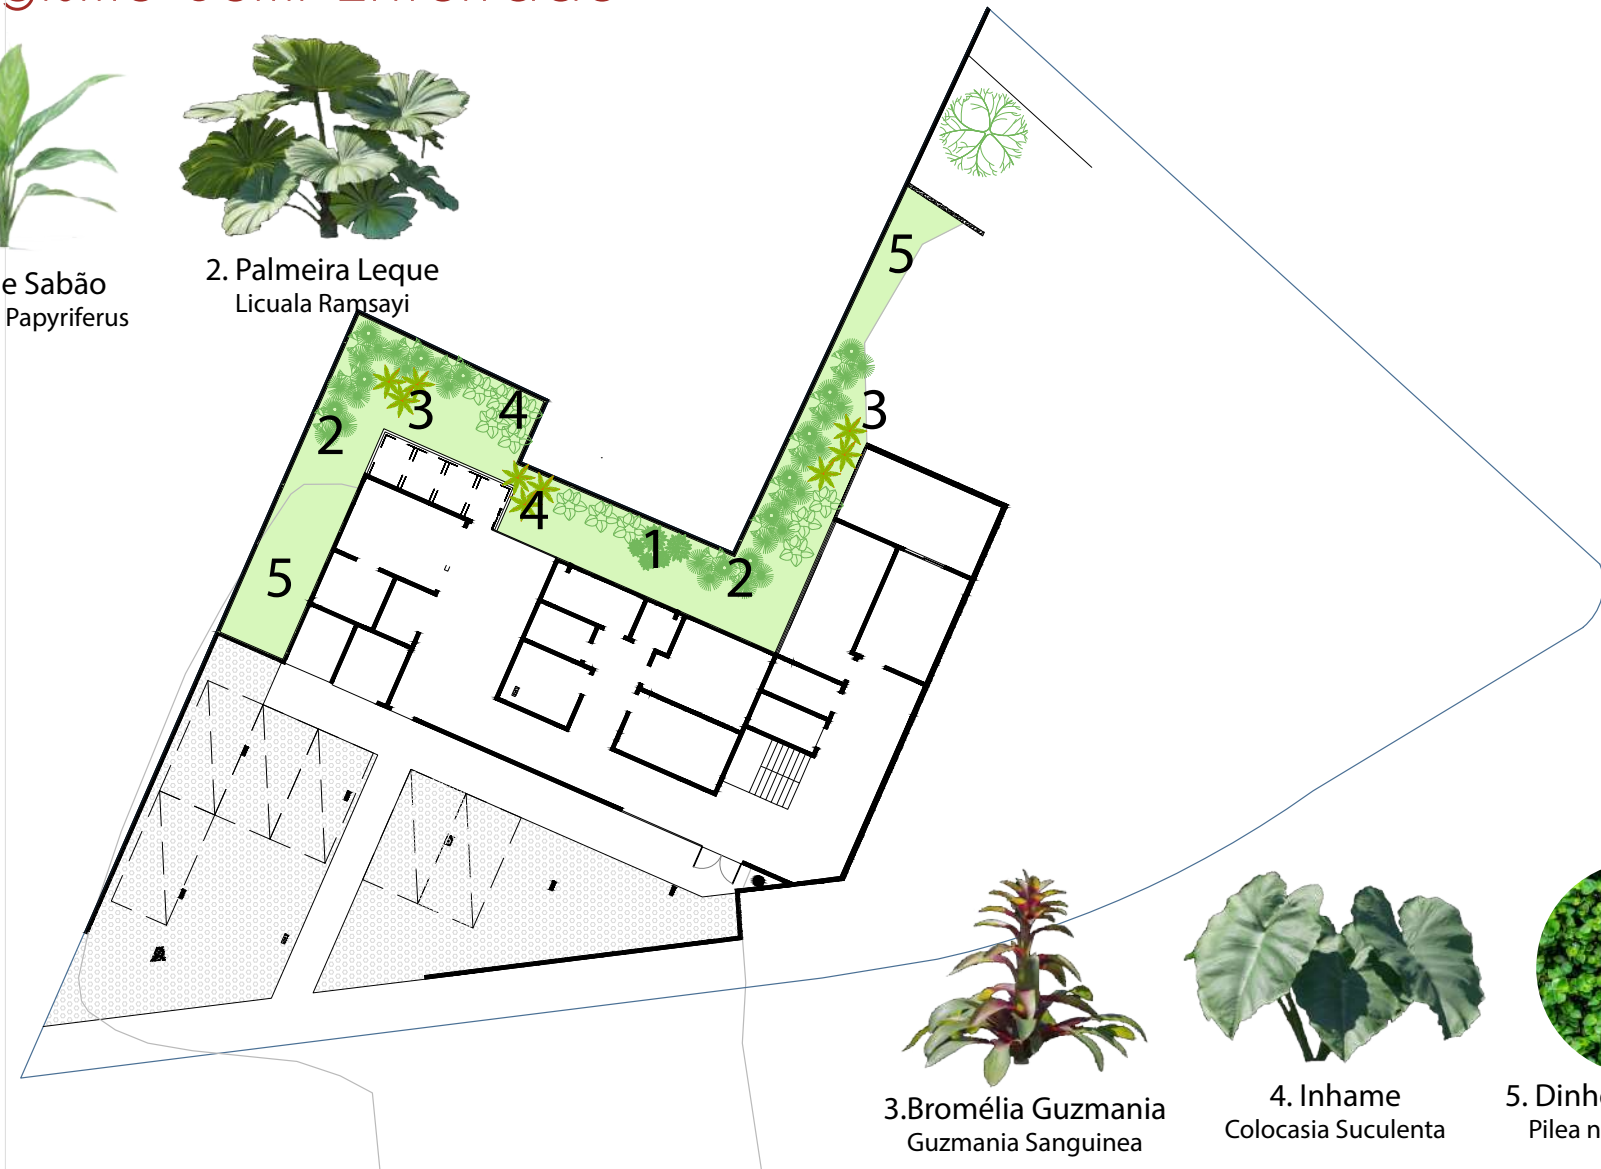 e Sabão
Papyriferus
2. Palmeira Leque
Licuala Ramsayi
5
3
4
3
2
4
1
2
5
3.Bromélia Guzmania
Guzmania Sanguinea
4. Inhame
Colocasia Suculenta
5. Dinh
Pilea n